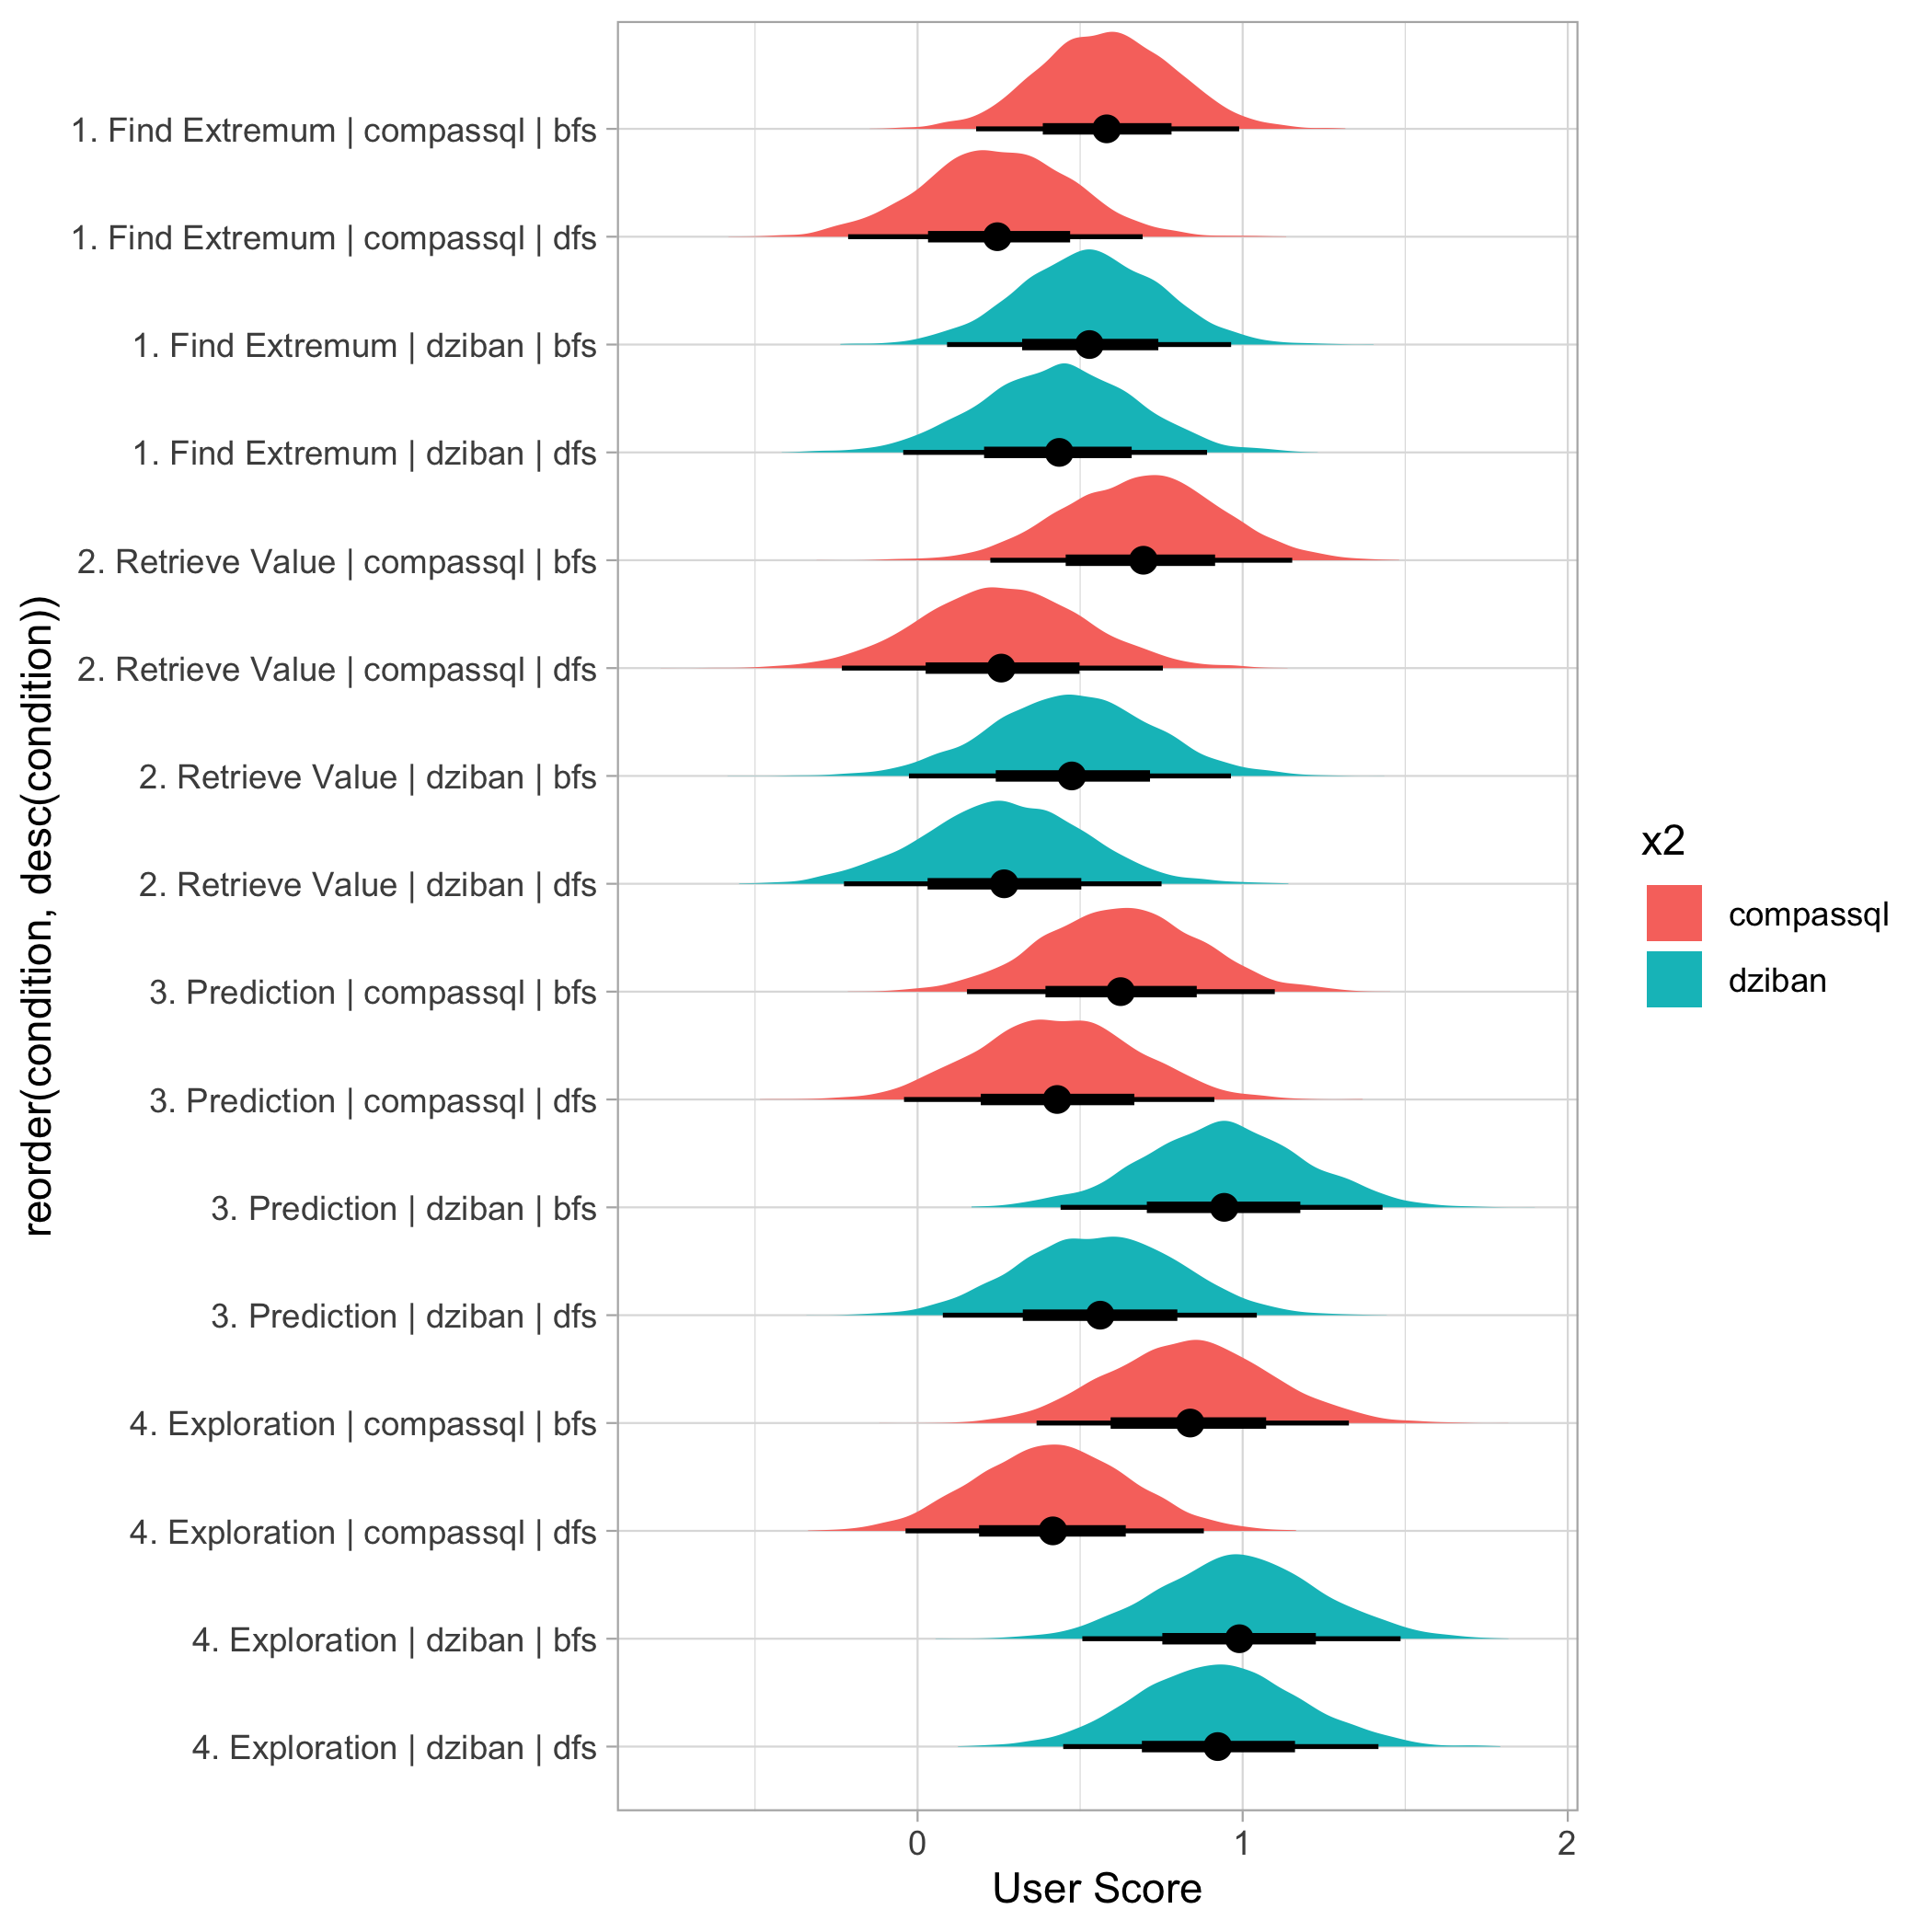 1. Find Extremum | compassql | bfs
1. Find Extremum | compassql | dfs
1. Find Extremum | dziban | bfs
1. Find Extremum | dziban | dfs
2. Retrieve Value | compassql | bfs
2. Retrieve Value | compassql | dfs
2. Retrieve Value | dziban | bfs
2. Retrieve Value | dziban | dfs
3. Prediction | compassql | bfs
3. Prediction | compassql | dfs
3. Prediction | dziban | bfs
3. Prediction | dziban | dfs
4. Exploration | compassql | bfs
4. Exploration | compassql | dfs
4. Exploration | dziban | bfs
4. Exploration | dziban | dfs
reorder(condition, desc(condition))
0 1 2
User Score
x2
compassql
dziban